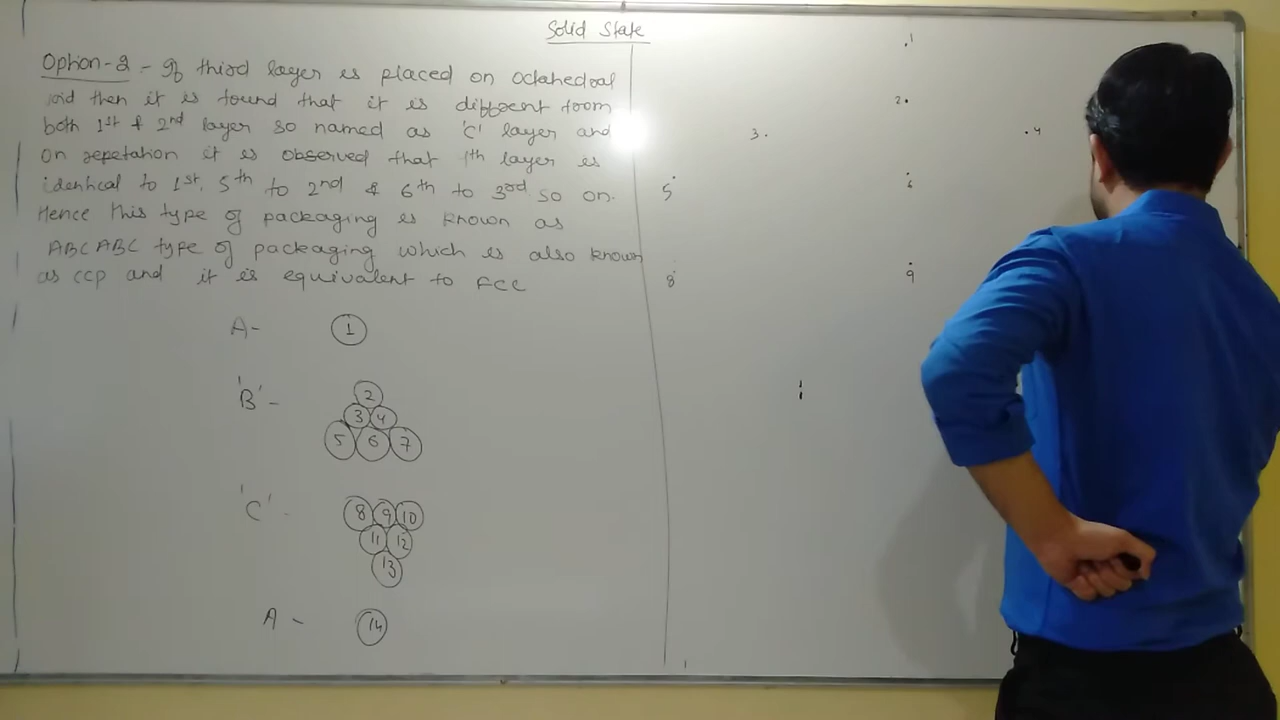 Solid State
Option-2 - If third layer is placed on octahedral
void then it is found that it is different from
both 1st & 2nd layer so named as 'C' layer and
on repetation it is observed that 4th layer is
identical to 1st, 5th to 2nd & 6th to 3rd so on.
Hence this type of packaging is known as
ABC ABC type of packaging which is also known
as ccp and it is equivalent to FCC
A- 1
'B'- 2
3 4
5 6 7
'C' - 8 9 10
11 12
13
A - 14
.1
2.
3. .4
5 6
8 9